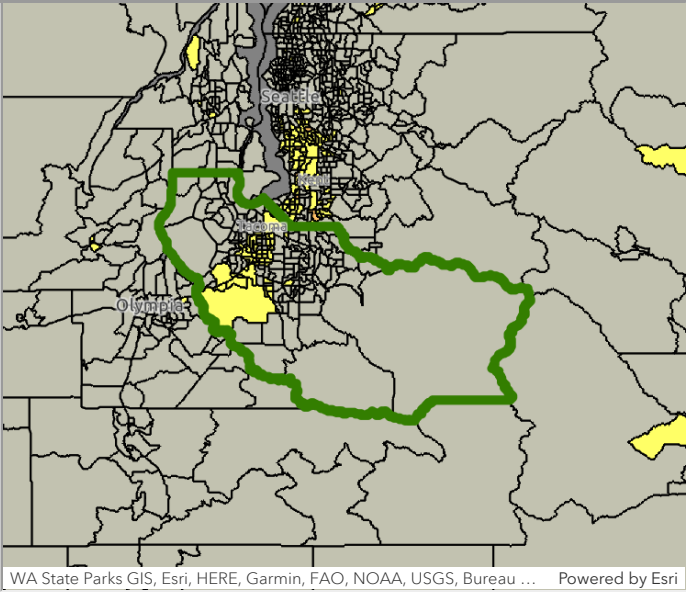 Seattle
Kent
Tacoma
Olympia
WA State Parks GIS, Esri, HERE, Garmin, FAO, NOAA, USGS, Bureau … Powered by Esri